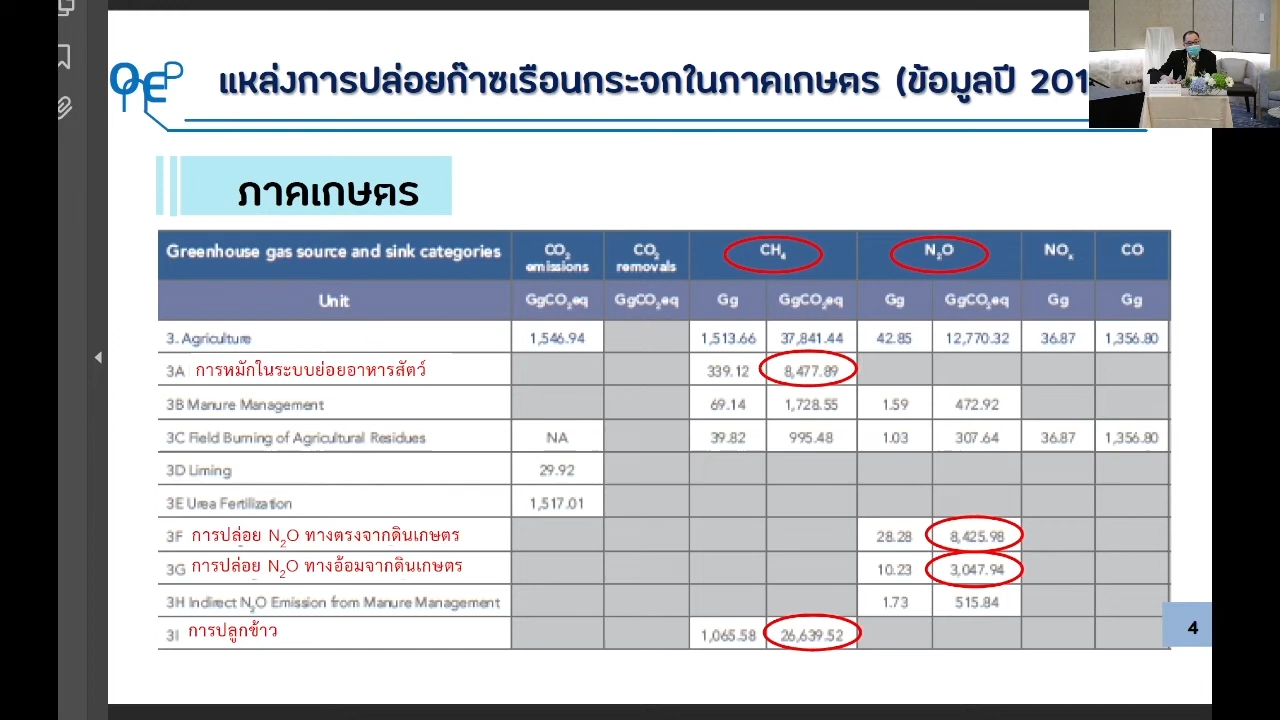 OAE
แหล่งการปล่อยก๊าซเรือนกระจกในภาคเกษตร (ข้อมูลปี 201
ภาคเกษตร
Greenhouse gas source and sink categories CO₂ emissions CO₂ removals CH₄ N₂O NOₓ CO
Unit GgCO₂eq GgCO₂eq Gg GgCO₂eq Gg GgCO₂eq Gg Gg
3. Agriculture 1,546.94 1,513.66 37,841.44 42.85 12,770.32 36.87 1,356.80
3A การหมักในระบบย่อยอาหารสัตว์ 339.12 8,477.89
3B Manure Management 69.14 1,728.55 1.59 472.92
3C Field Burning of Agricultural Residues NA 39.82 995.48 1.03 307.64 36.87 1,356.80
3D Liming 29.92
3E Urea Fertilization 1,517.01
3F การปล่อย N₂O ทางตรงจากดินเกษตร 28.28 8,425.98
3G การปล่อย N₂O ทางอ้อมจากดินเกษตร 10.23 3,047.94
3H Indirect N₂O Emission from Manure Management 1.73 515.84
3I การปลูกข้าว 1,065.58 26,639.52
4